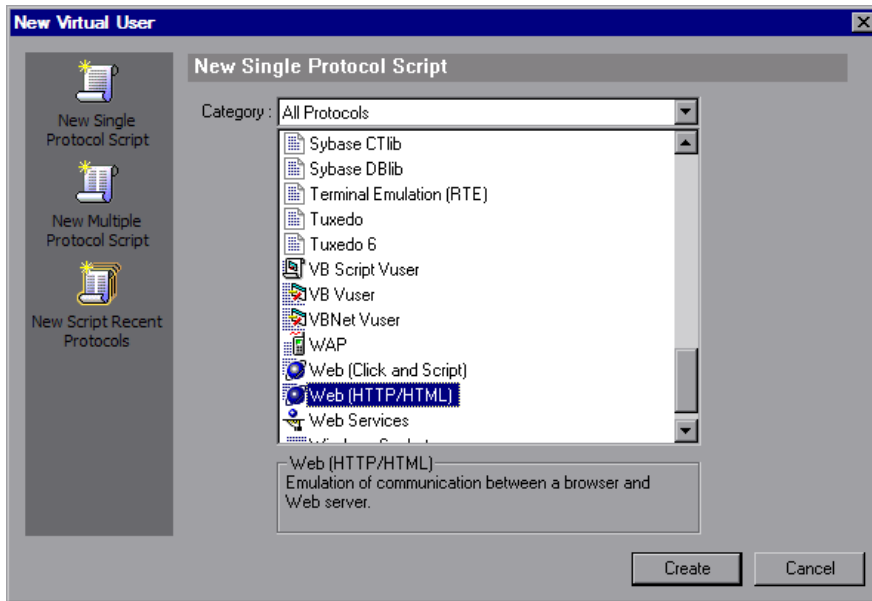 New Virtual User
New Single
Protocol Script
New Multiple
Protocol Script
New Script Recent
Protocols
New Single Protocol Script
Category : All Protocols
Sybase CTlib
Sybase DBlib
Terminal Emulation (RTE)
Tuxedo
Tuxedo 6
VB Script Vuser
VB Vuser
VBNet Vuser
WAP
Web (Click and Script)
Web (HTTP/HTML)
Web Services
Web (HTTP/HTML)
Emulation of communication between a browser and
Web server.
Create Cancel